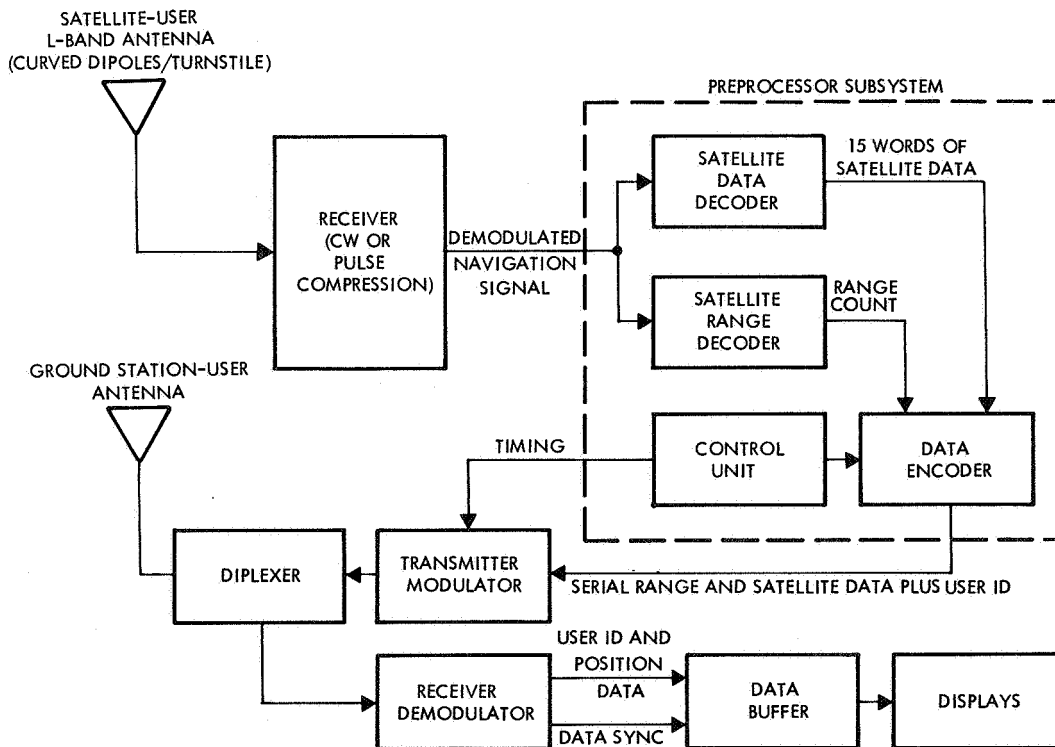 SATELLITE-USER
L-BAND ANTENNA
(CURVED DIPOLES/TURNSTILE)
PREPROCESSOR SUBSYSTEM
RECEIVER
(CW OR
PULSE
COMPRESSION)
DEMODULATED
NAVIGATION
SIGNAL
SATELLITE
DATA
DECODER
15 WORDS OF
SATELLITE DATA
SATELLITE
RANGE
DECODER
RANGE
COUNT
GROUND STATION-USER
ANTENNA
TIMING
CONTROL
UNIT
DATA
ENCODER
DIPLEXER
TRANSMITTER
MODULATOR
SERIAL RANGE AND SATELLITE DATA PLUS USER ID
RECEIVER
DEMODULATOR
USER ID AND
POSITION
DATA
DATA SYNC
DATA
BUFFER
DISPLAYS